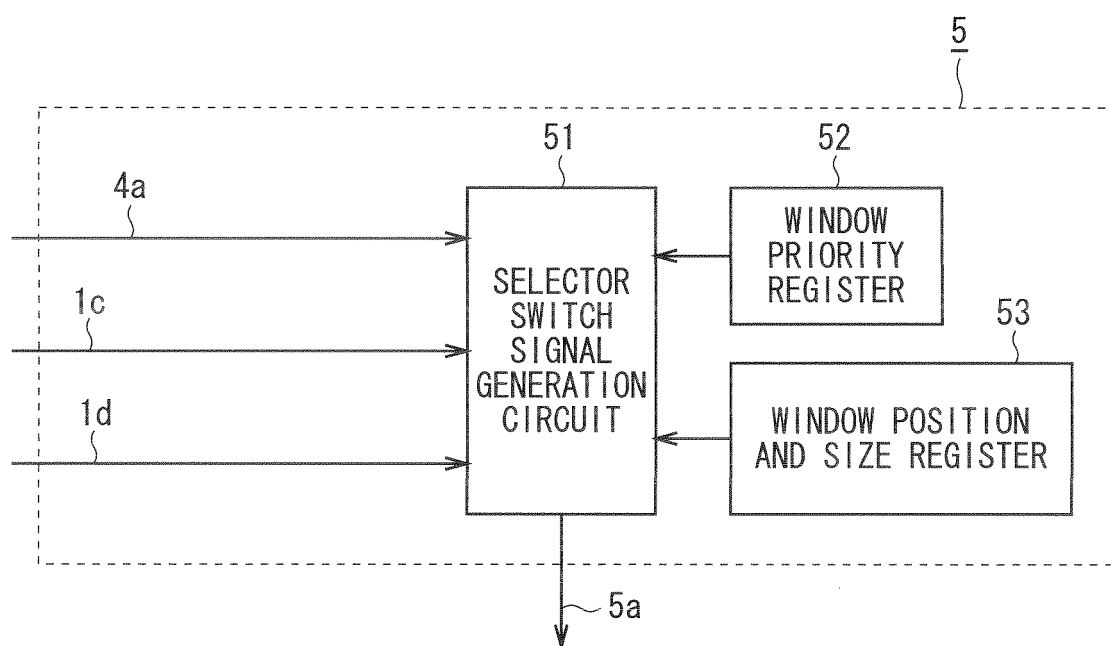 5
51
52
4a
WINDOW
PRIORITY
REGISTER
SELECTOR
SWITCH
SIGNAL
GENERATION
CIRCUIT
1c
53
1d
WINDOW POSITION
AND SIZE REGISTER
5a